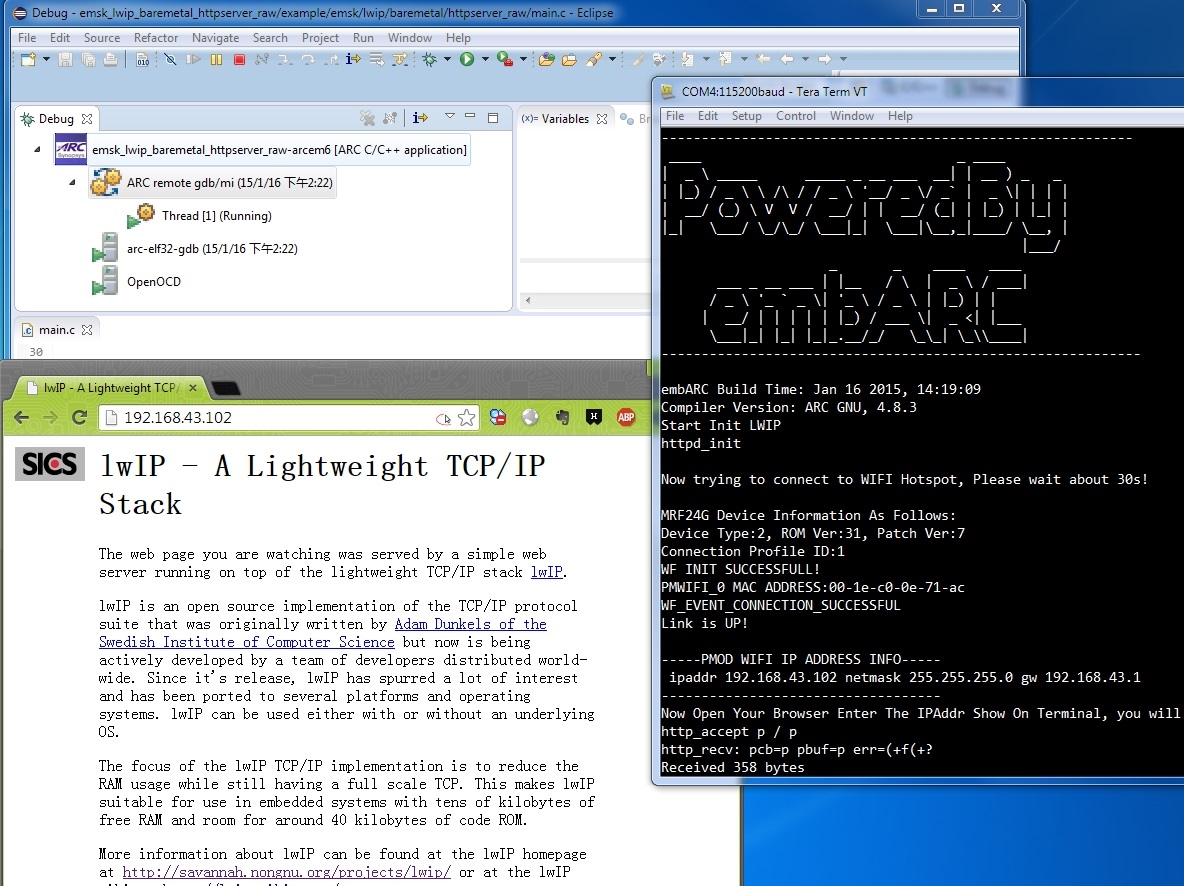 Debug - emsk_lwip_baremetal_httpserver_raw/example/emsk/lwip/baremetal/httpserver_raw/main.c - Eclipse
File Edit Source Refactor Navigate Search Project Run Window Help
Debug
(x)= Variables
emsk_lwip_baremetal_httpserver_raw-arcem6 [ARC C/C++ application]
ARC remote gdb/mi (15/1/16 下午2:22)
Thread [1] (Running)
arc-elf32-gdb (15/1/16 下午2:22)
OpenOCD
main.c
30
lwIP - A Lightweight TCP/
192.168.43.102
ABP
SICS
lwIP - A Lightweight TCP/IP
Stack
The web page you are watching was served by a simple web
server running on top of the lightweight TCP/IP stack lwIP.
lwIP is an open source implementation of the TCP/IP protocol
suite that was originally written by Adam Dunkels of the
Swedish Institute of Computer Science but now is being
actively developed by a team of developers distributed world-
wide. Since it's release, lwIP has spurred a lot of interest
and has been ported to several platforms and operating
systems. lwIP can be used either with or without an underlying
OS.
The focus of the lwIP TCP/IP implementation is to reduce the
RAM usage while still having a full scale TCP. This makes lwIP
suitable for use in embedded systems with tens of kilobytes of
free RAM and room for around 40 kilobytes of code ROM.
More information about lwIP can be found at the lwIP homepage
at http://savannah.nongnu.org/projects/lwip/ or at the lwIP
COM4:115200baud - Tera Term VT
File Edit Setup Control Window Help
PoweredBy
embARC
embARC Build Time: Jan 16 2015, 14:19:09
Compiler Version: ARC GNU, 4.8.3
Start Init LWIP
httpd_init
Now trying to connect to WIFI Hotspot, Please wait about 30s!
MRF24G Device Information As Follows:
Device Type:2, ROM Ver:31, Patch Ver:7
Connection Profile ID:1
WF INIT SUCCESSFULL!
PMWIFI_0 MAC ADDRESS:00-1e-c0-0e-71-ac
WF_EVENT_CONNECTION_SUCCESSFUL
Link is UP!
-----PMOD WIFI IP ADDRESS INFO-----
ipaddr 192.168.43.102 netmask 255.255.255.0 gw 192.168.43.1
-----------------------------------
Now Open Your Browser Enter The IPAddr Show On Terminal, you will
http_accept p / p
http_recv: pcb=p pbuf=p err=(+f(+?
Received 358 bytes